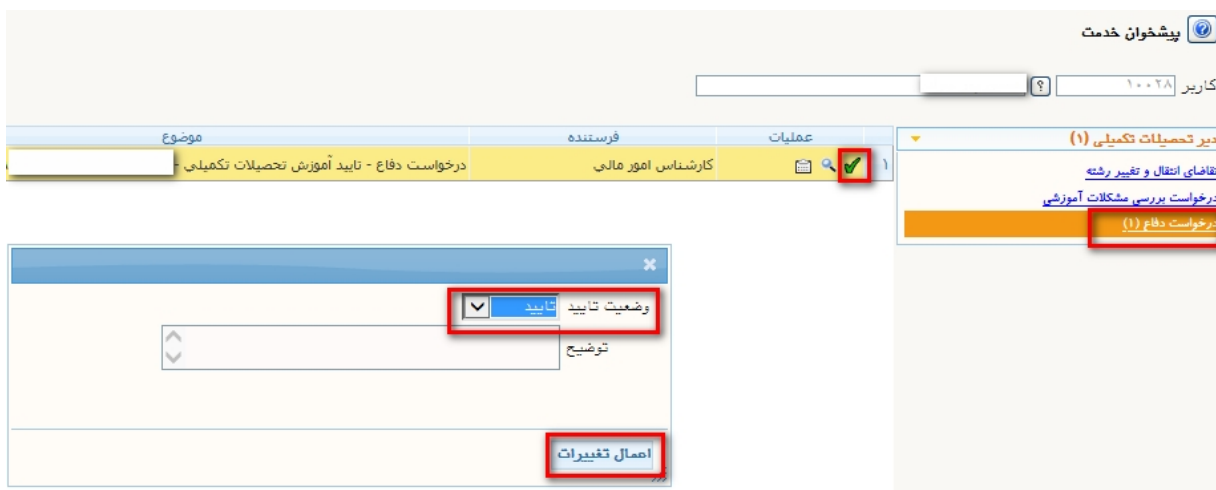 پیشخوان خدمت
کاربر ۱۰۰۲۸
دیر تحصیلات تکمیلی (۱)
تقاضای انتقال و تغییر رشته
درخواست بررسی مشکلات آموزشی
درخواست دفاع (۱)
عملیات فرستنده موضوع
۱ کارشناس امور مالی درخواست دفاع - تایید آموزش تحصیلات تکمیلی -
وضعیت تایید تایید
توضیح
اعمال تغییرات